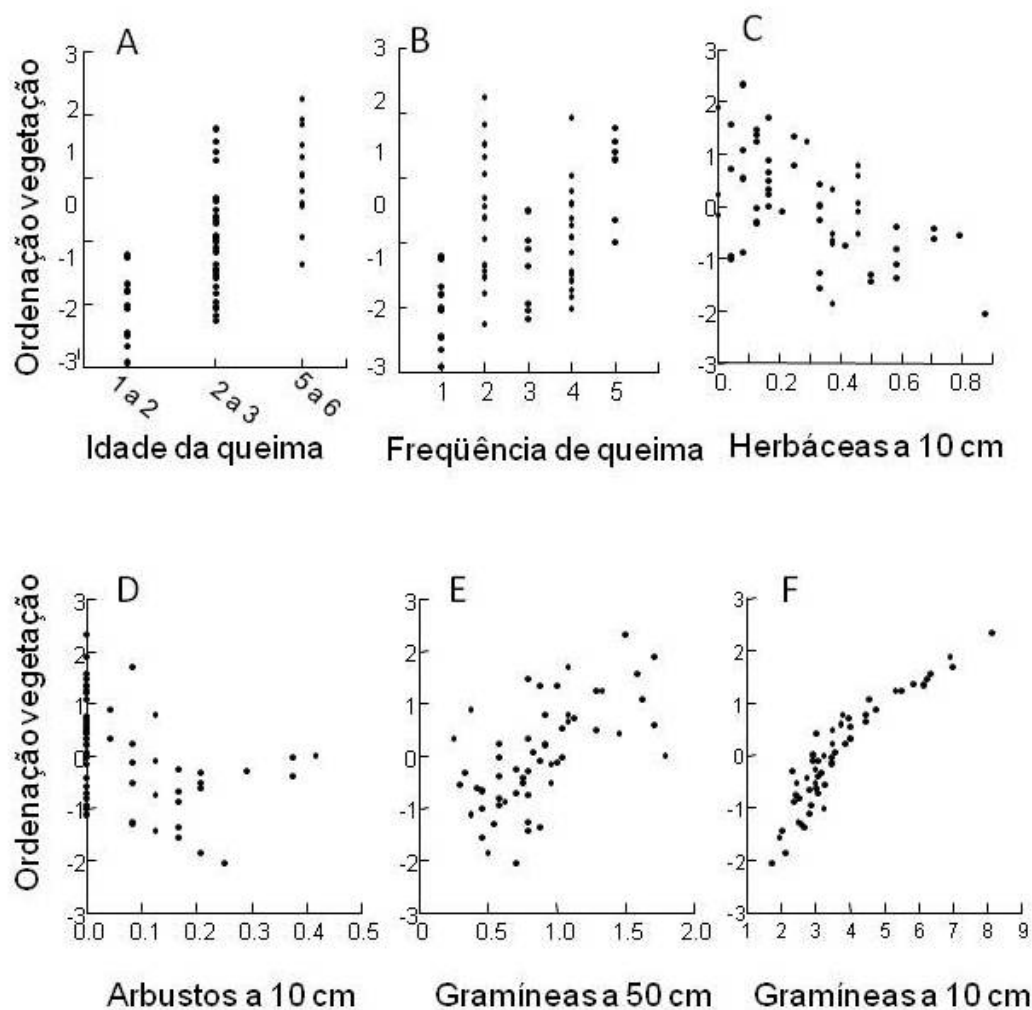 A
B
C
Ordenação vegetação
3
2
1
0
-1
-2
-3
1 a 2
2 a 3
5 a 6
Idade da queima
3
2
1
0
-1
-2
-3
1 2 3 4 5
Freqüência de queima
3
2
1
0
-1
-2
-3
0. 0.2 0.4 0.6 0.8
Herbáceas a 10 cm
D
E
F
Ordenação vegetação
3
2
1
0
-1
-2
-3
0.0 0.1 0.2 0.3 0.4 0.5
Arbustos a 10 cm
3
2
1
0
-1
-2
-3
0.5 1.0 1.5 2.0
Gramíneas a 50 cm
3
2
1
0
-1
-2
-3
1 2 3 4 5 6 7 8 9
Gramíneas a 10 cm